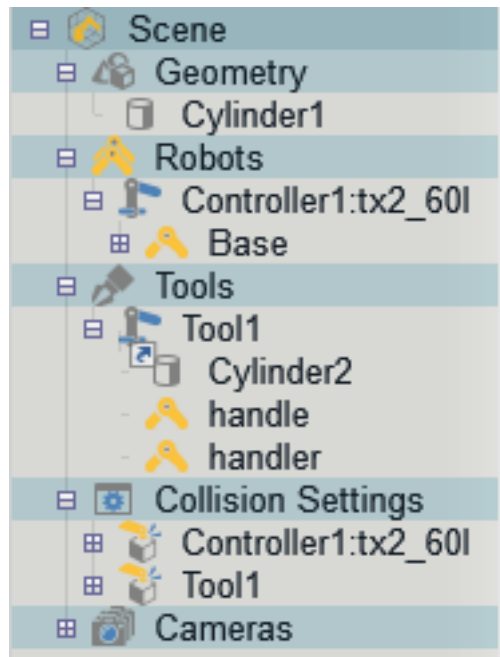 Scene
Geometry
Cylinder1
Robots
Controller1:tx2_60l
Base
Tools
Tool1
Cylinder2
handle
handler
Collision Settings
Controller1:tx2_60l
Tool1
Cameras